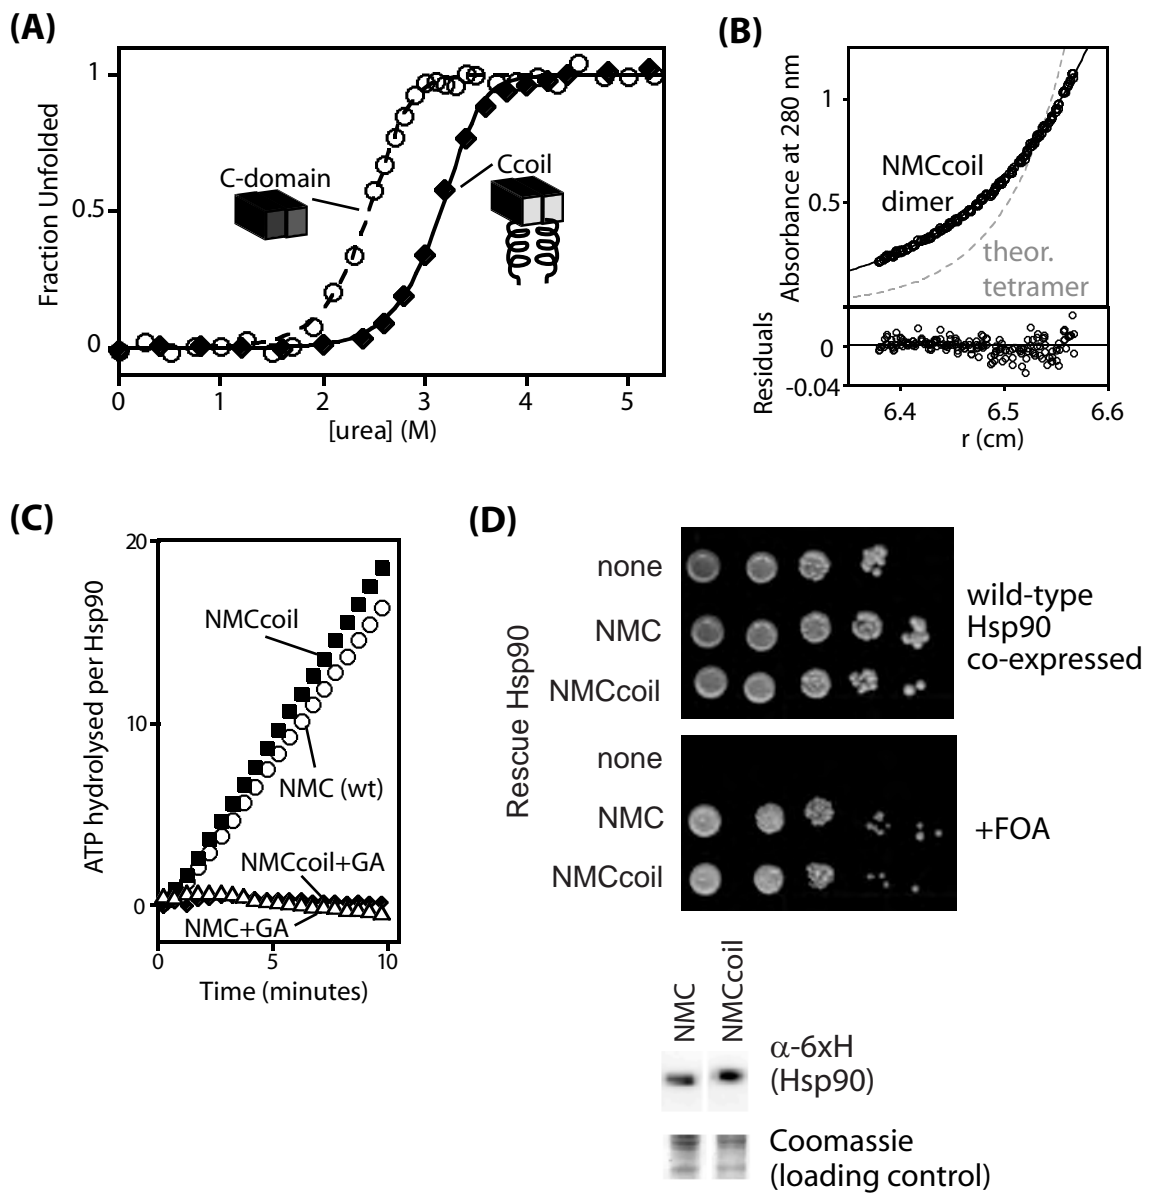 (A)
1
0.5
0
Fraction Unfolded
C-domain
Ccoil
0
1
2
3
4
5
[urea] (M)
(B)
Absorbance at 280 nm
1
0.5
NMCcoil
dimer
theor.
tetramer
Residuals
0
-0.04
6.4
6.5
6.6
r (cm)
(C)
ATP hydrolysed per Hsp90
20
10
0
NMCcoil
NMC (wt)
NMCcoil+GA
NMC+GA
0
5
10
Time (minutes)
(D)
Rescue Hsp90
none
NMC
NMCcoil
wild-type
Hsp90
co-expressed
none
NMC
NMCcoil
+FOA
NMC
NMCcoil
α-6xH
(Hsp90)
Coomassie
(loading control)